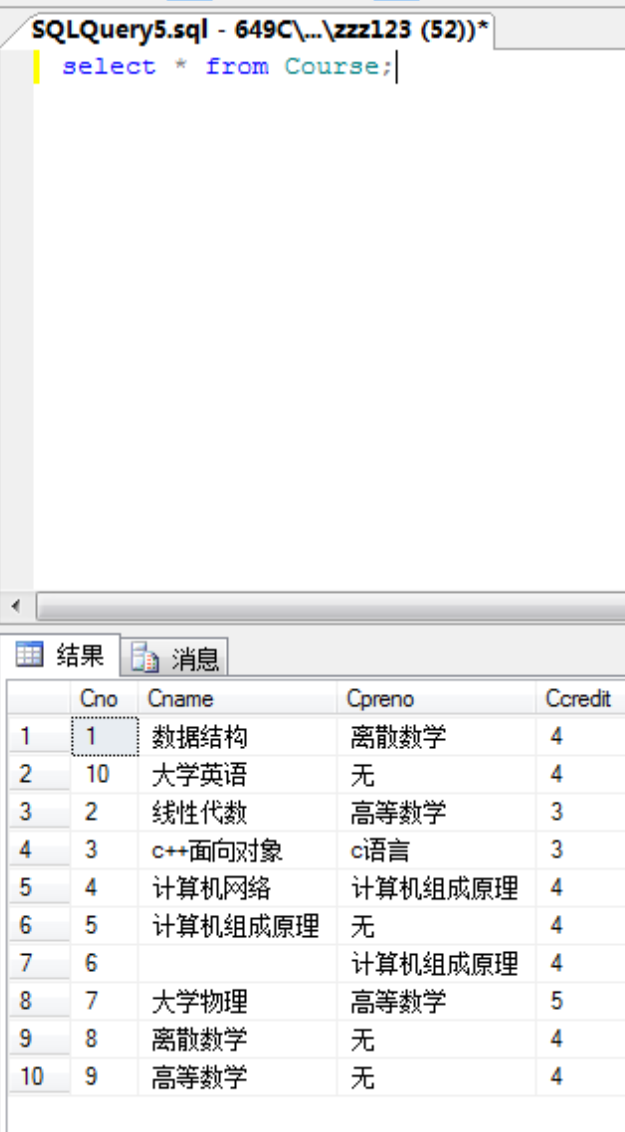 SQLQuery5.sql - 649C\...\zzz123 (52))*
select * from Course;
结果 消息
Cno Cname Cpreno Ccredit
1 1 数据结构 离散数学 4
2 10 大学英语 无 4
3 2 线性代数 高等数学 3
4 3 c++面向对象 c语言 3
5 4 计算机网络 计算机组成原理 4
6 5 计算机组成原理 无 4
7 6 计算机组成原理 4
8 7 大学物理 高等数学 5
9 8 离散数学 无 4
10 9 高等数学 无 4